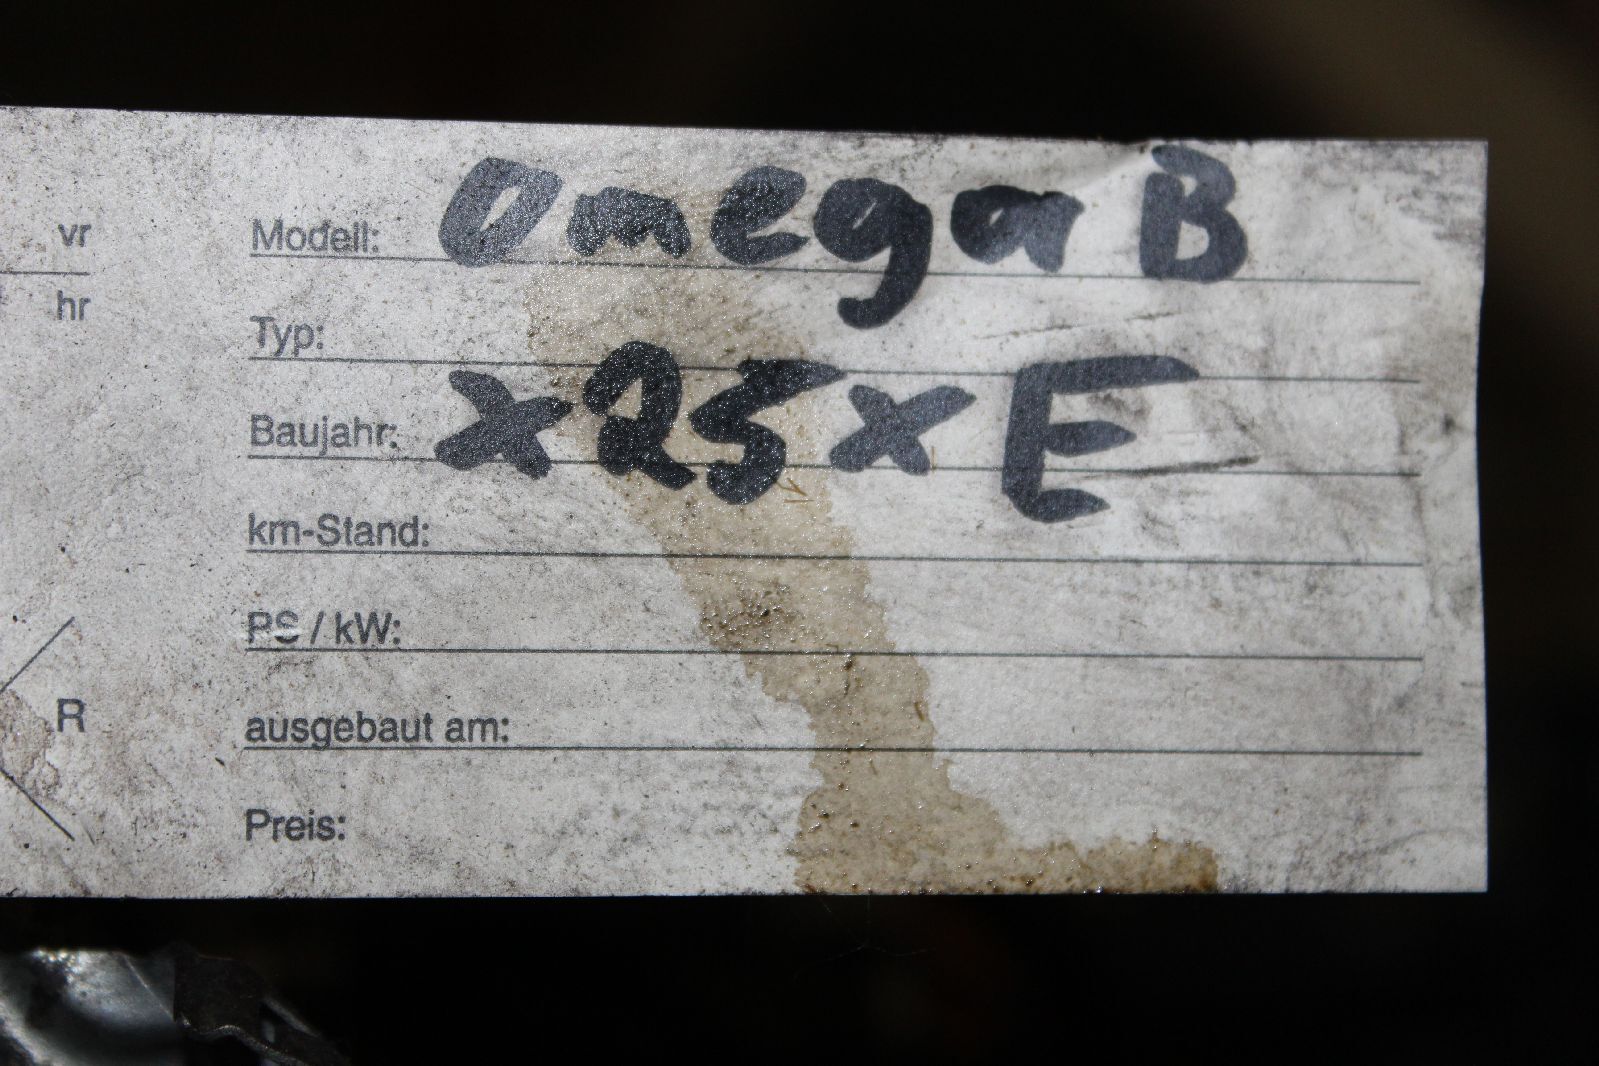 vr
hr
R
Modell: Omega B
Typ:
x25xE
Baujahr:
km-Stand:
PS / kW:
ausgebaut am:
Preis: